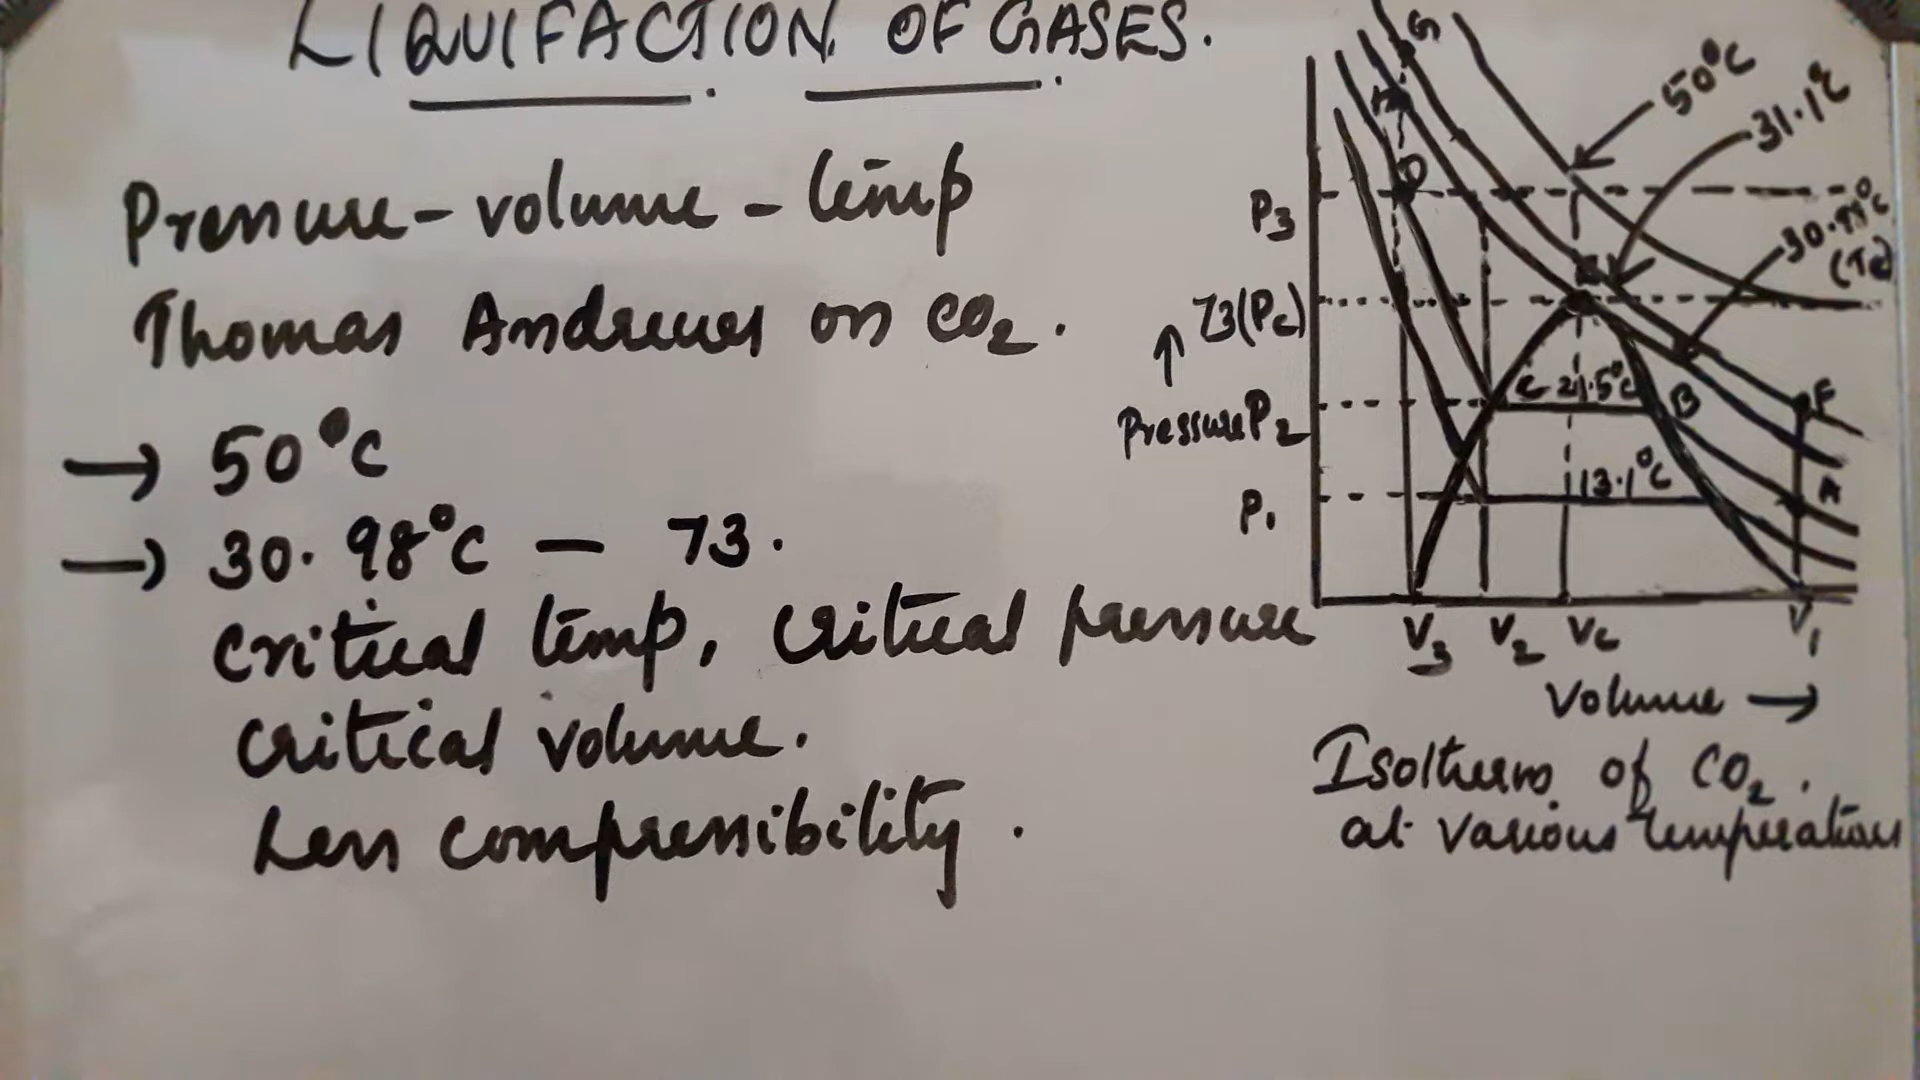 LIQUIFACTION OF GASES.
Pressure - volume - temp
Thomas Andrews on CO2.
→ 50°C
→ 30.98°C - 73.
Critical temp, Critical pressure
Critical volume.
Less compressibility.
G
50°C
31.1°C
H
D
P3
30.98°C
(Tc)
E
73(Pc)
↑
C 21.5°C
B
F
Pressure P2
13.1°C
A
P1
V3 V2 Vc V1
Volume →
Isotherms of CO2.
at various temperatures